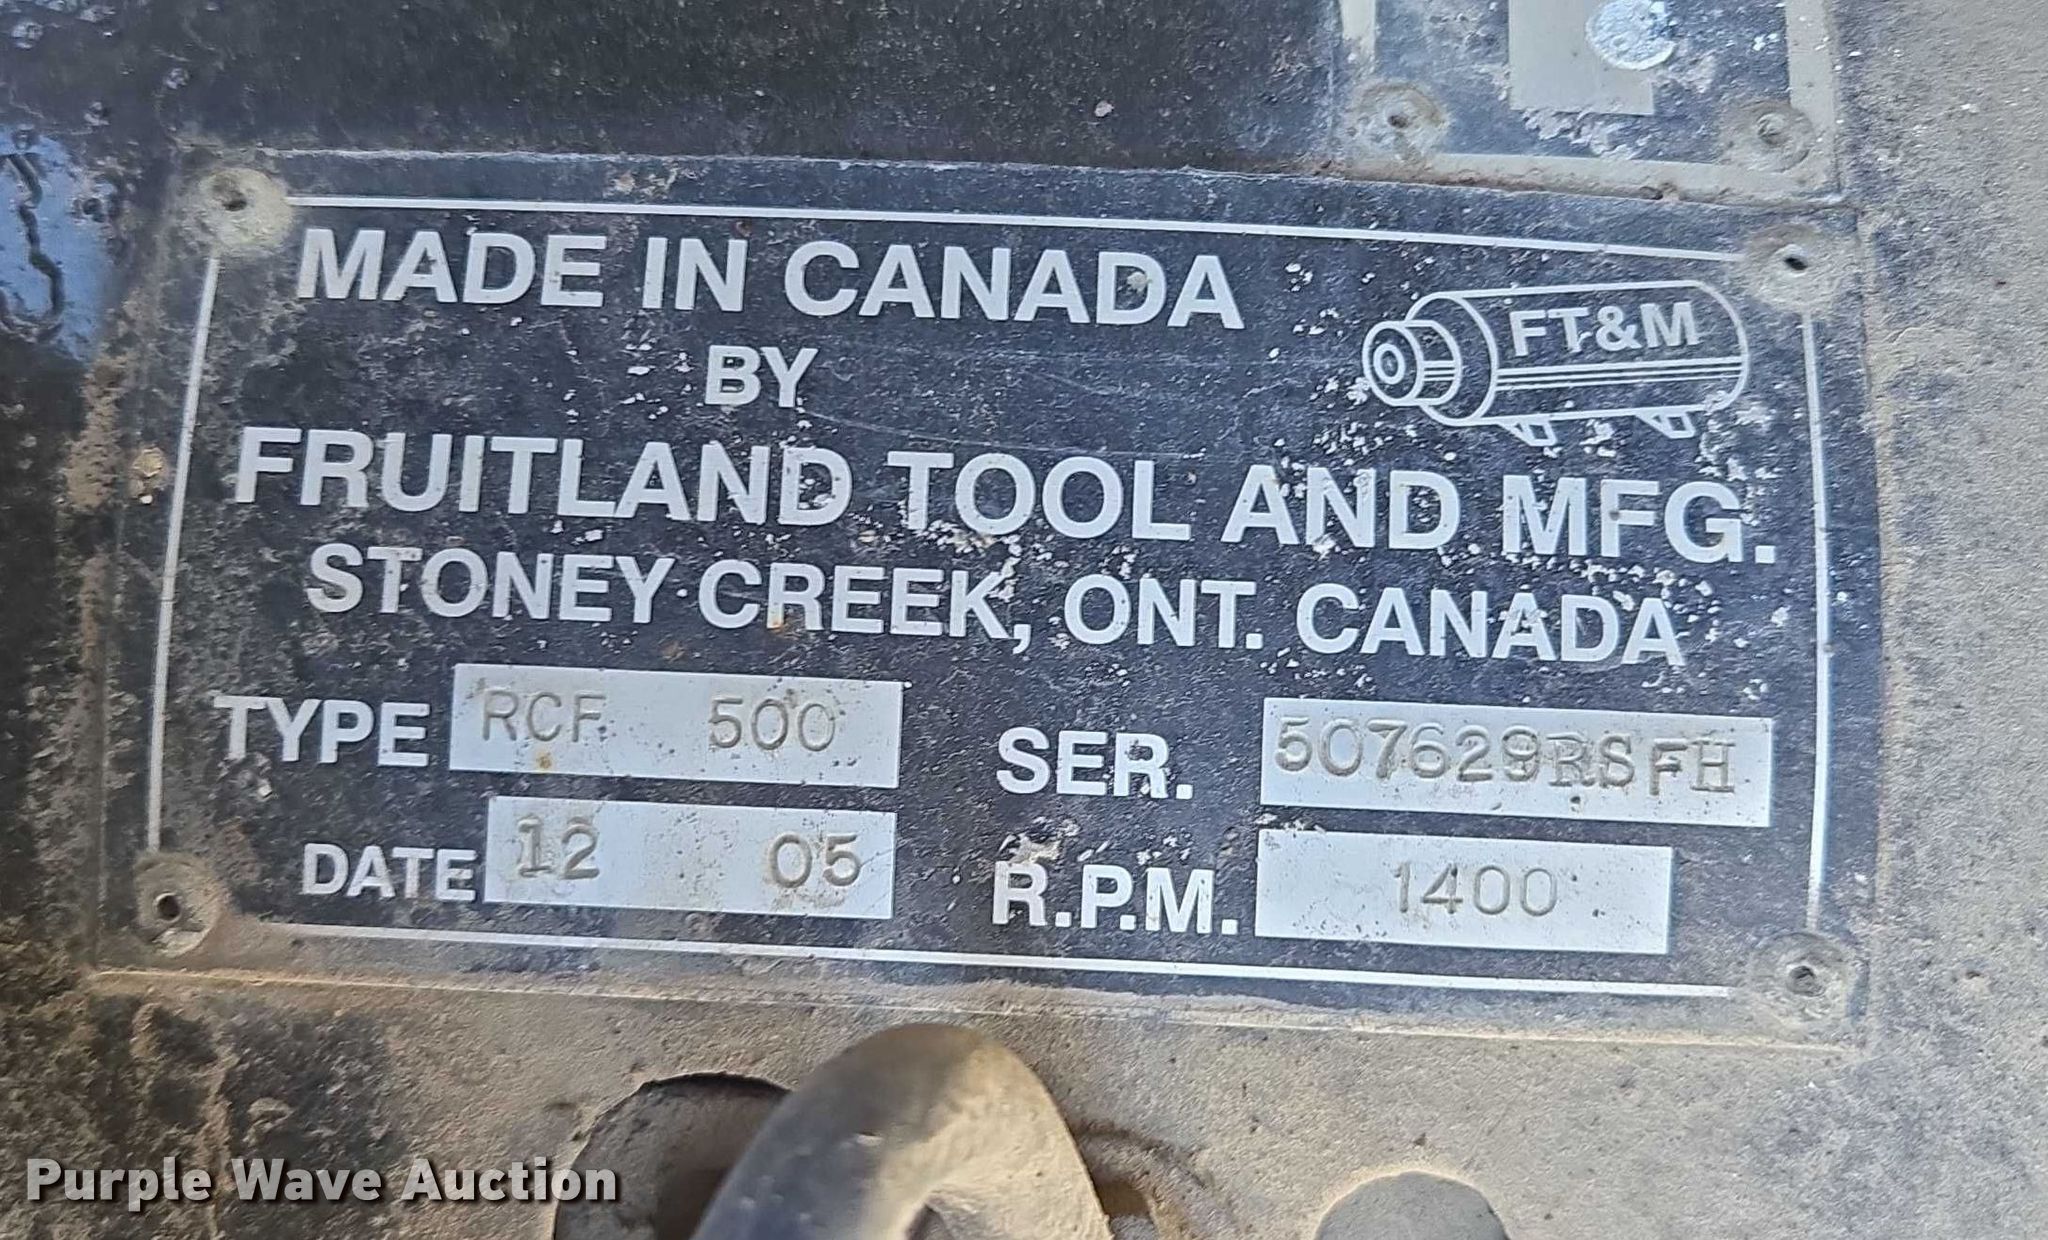 MADE IN CANADA
BY
FT&M
FRUITLAND TOOL AND MFG.
STONEY CREEK, ONT. CANADA
TYPE RCF 500 SER. 507629RSFH
DATE 12 05 R.P.M. 1400
Purple Wave Auction